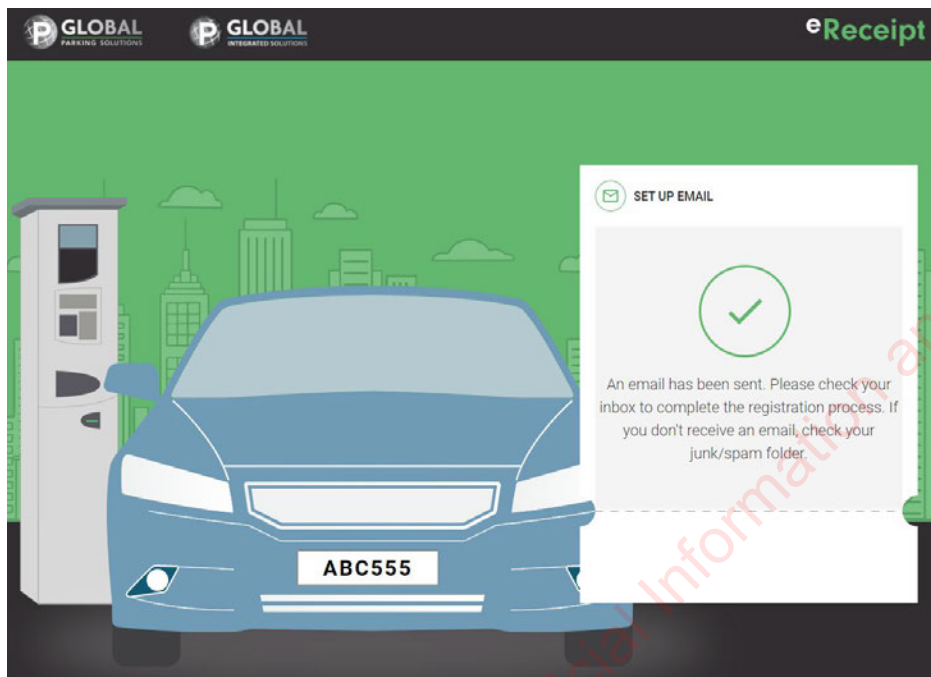 GLOBAL
PARKING SOLUTIONS
GLOBAL
INTEGRATED SOLUTIONS
eReceipt
SET UP EMAIL
An email has been sent. Please check your
inbox to complete the registration process. If
you don't receive an email, check your
junk/spam folder.
ABC555
Information